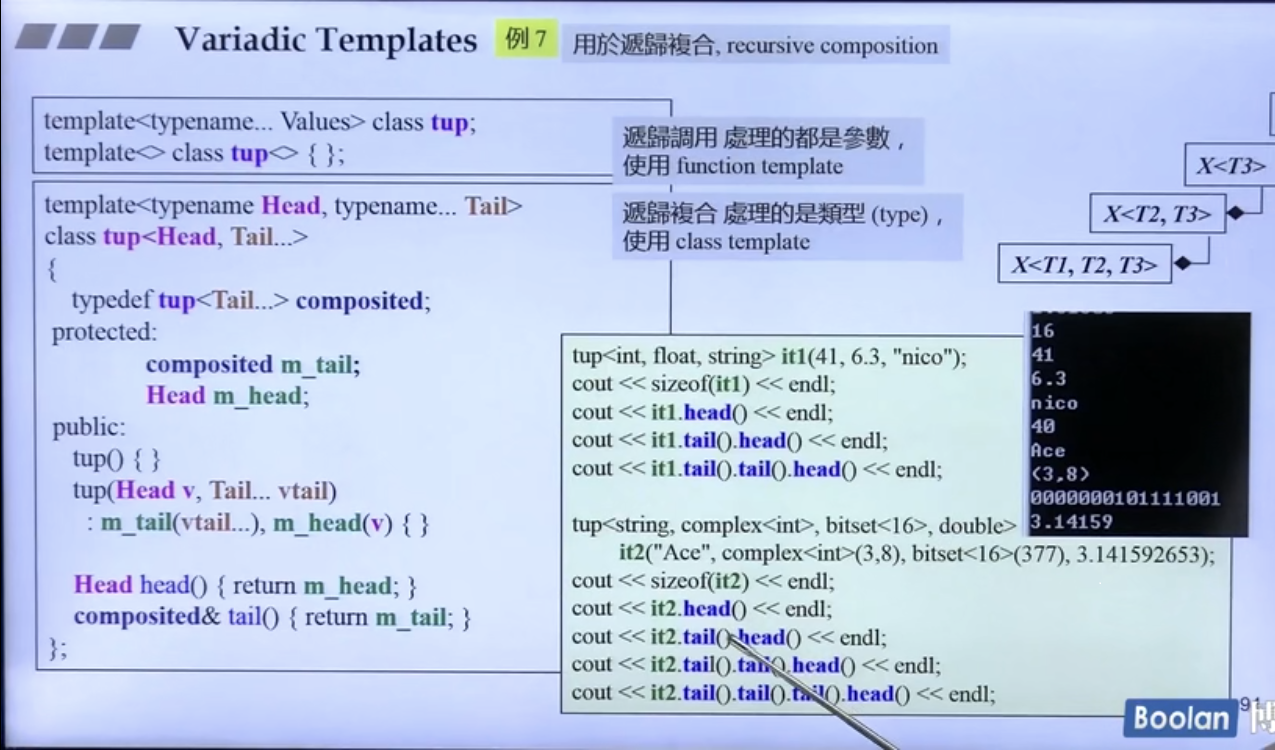 Variadic Templates 例 7 用於遞歸複合, recursive composition
template<typename... Values> class tup;
template<> class tup<> { };
遞歸調用 處理的都是參數，
使用 function template
遞歸複合 處理的是類型 (type)，
使用 class template
X<T3>
X<T2, T3>
X<T1, T2, T3>
template<typename Head, typename... Tail>
class tup<Head, Tail...>
{
typedef tup<Tail...> composited;
protected:
composited m_tail;
Head m_head;
public:
tup() { }
tup(Head v, Tail... vtail)
: m_tail(vtail...), m_head(v) { }
Head head() { return m_head; }
composited& tail() { return m_tail; }
};
tup<int, float, string> it1(41, 6.3, "nico");
cout << sizeof(it1) << endl;
cout << it1.head() << endl;
cout << it1.tail().head() << endl;
cout << it1.tail().tail().head() << endl;
tup<string, complex<int>, bitset<16>, double>
it2("Ace", complex<int>(3,8), bitset<16>(377), 3.141592653);
cout << sizeof(it2) << endl;
cout << it2.head() << endl;
cout << it2.tail().head() << endl;
cout << it2.tail().tail().head() << endl;
cout << it2.tail().tail().tail().head() << endl;
16
41
6.3
nico
40
Ace
(3,8)
0000000101111001
3.14159
91
Boolan 博